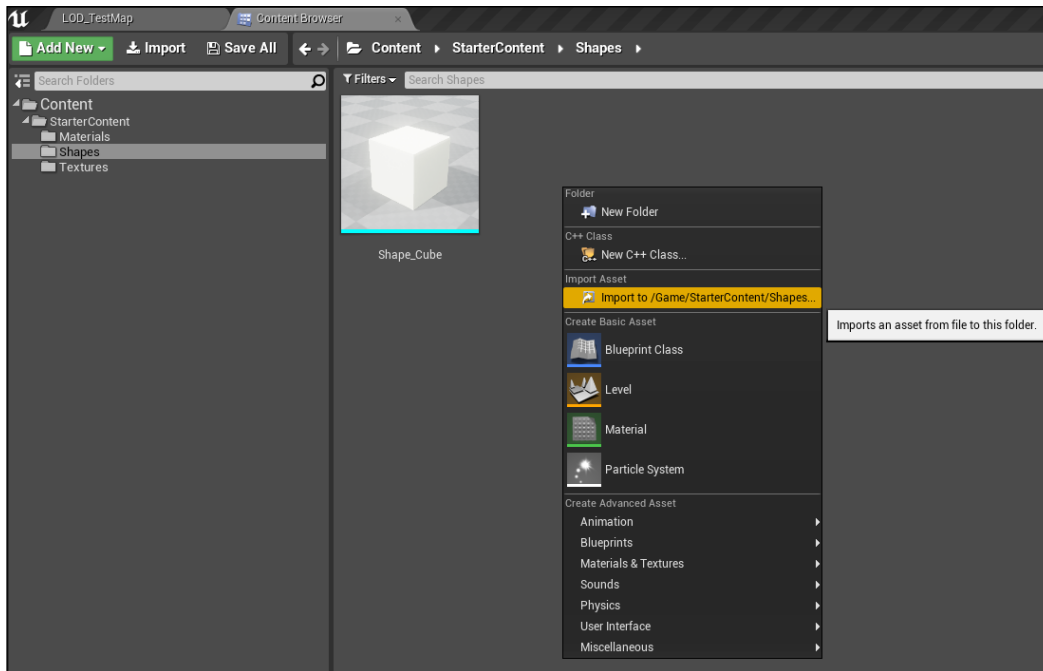 LOD_TestMap
Content Browser
Add New
Import
Save All
Content
StarterContent
Shapes
Search Folders
Filters
Search Shapes
Content
StarterContent
Materials
Shapes
Textures
Shape_Cube
Folder
New Folder
C++ Class
C++
New C++ Class...
Import Asset
Import to /Game/StarterContent/Shapes...
Imports an asset from file to this folder.
Create Basic Asset
Blueprint Class
Level
Material
Particle System
Create Advanced Asset
Animation
Blueprints
Materials & Textures
Sounds
Physics
User Interface
Miscellaneous